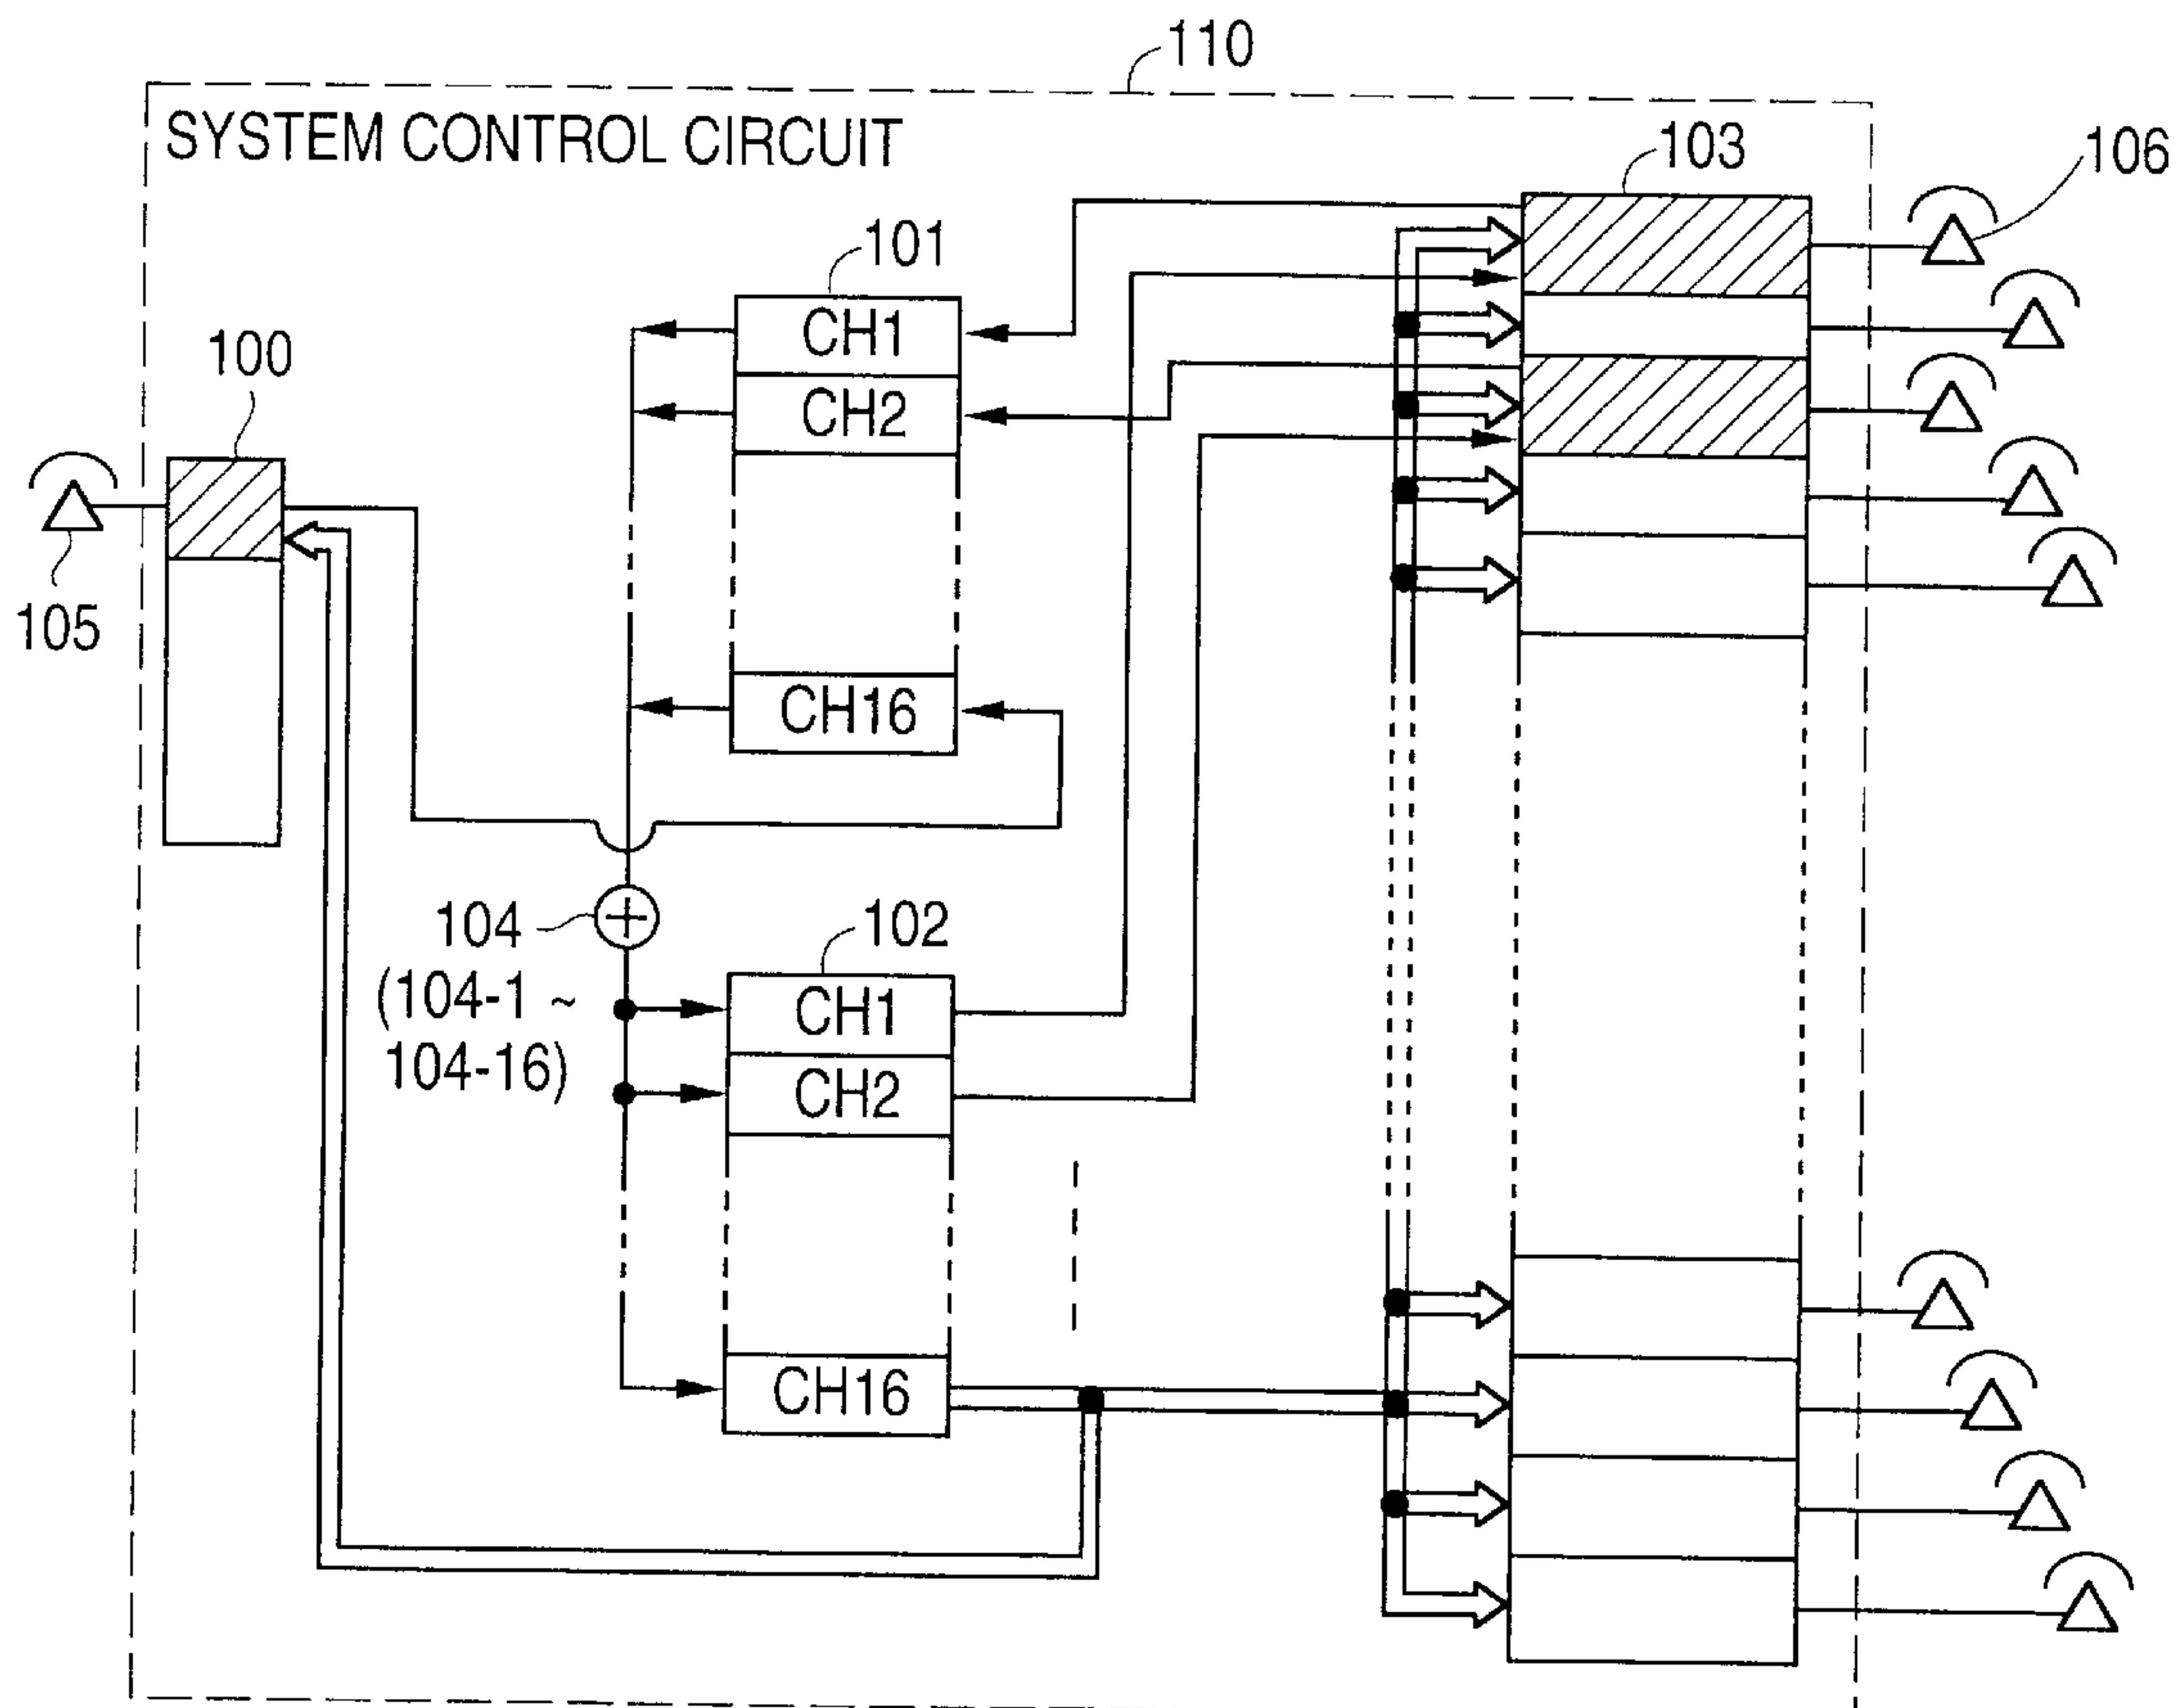 110
SYSTEM CONTROL CIRCUIT
103
106
101
CH1
100
CH2
105
CH16
104
(104-1 ~
104-16)
102
CH1
CH2
CH16